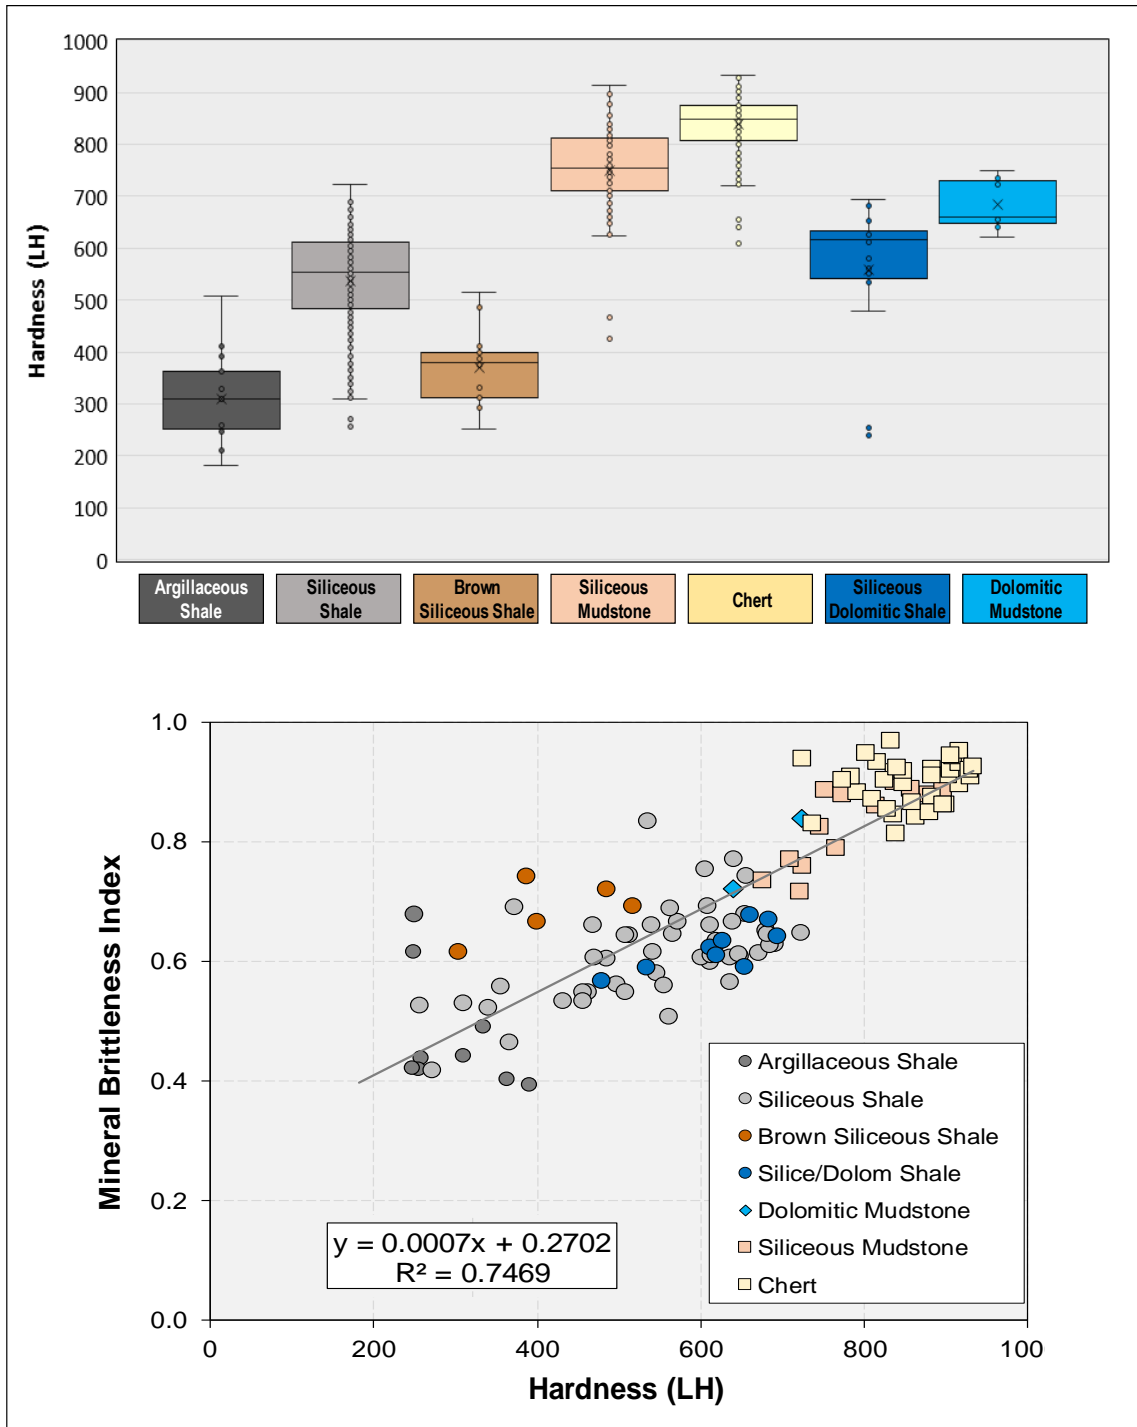 1000
900
800
700
600
500
400
300
200
100
0
Hardness (LH)
Argillaceous
Shale
Siliceous
Shale
Brown
Siliceous Shale
Siliceous
Mudstone
Chert
Siliceous
Dolomitic Shale
Dolomitic
Mudstone
1.0
0.8
0.6
0.4
0.2
0.0
Mineral Brittleness Index
Argillaceous Shale
Siliceous Shale
Brown Siliceous Shale
Silice/Dolom Shale
Dolomitic Mudstone
Siliceous Mudstone
Chert
y = 0.0007x + 0.2702
R² = 0.7469
0 200 400 600 800 100
Hardness (LH)